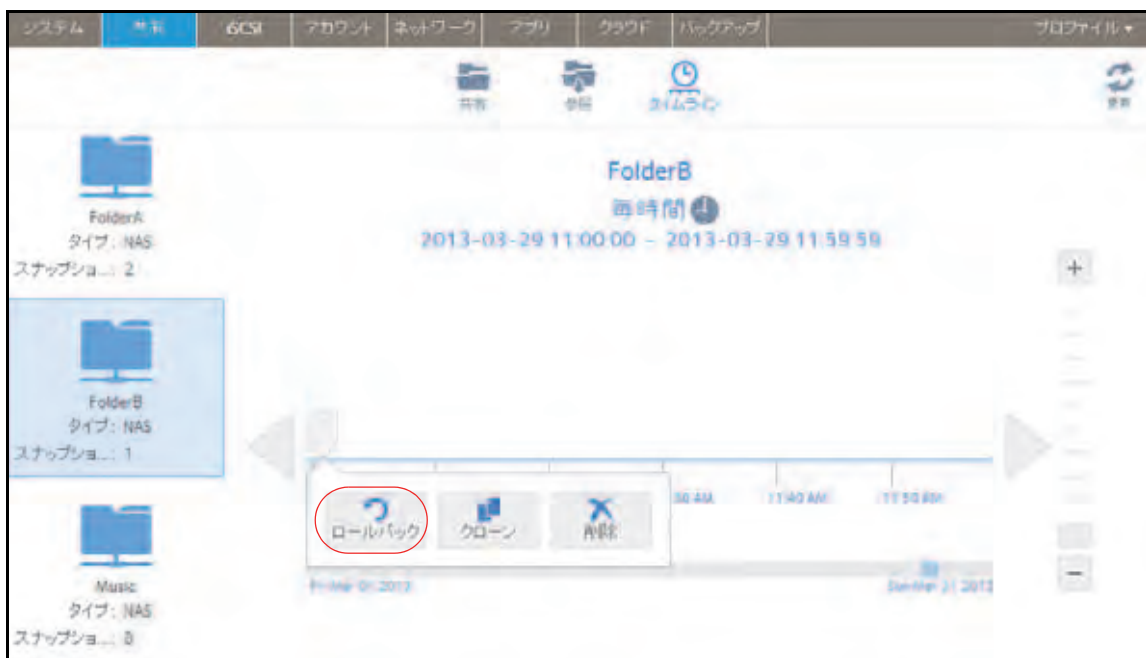 システム 共有 iSCSI アカウント ネットワーク アプリ クラウド バックアップ プロファイル
共有 参照 タイムライン 更新
FolderA
タイプ: NAS
スナップショ...: 2
FolderB
タイプ: NAS
スナップショ...: 1
Music
タイプ: NAS
スナップショ...: 0
FolderB
毎時間
2013-03-29 11:00:00 - 2013-03-29 11:59:59
11:40 AM 11:50 AM
ロールバック クローン 削除